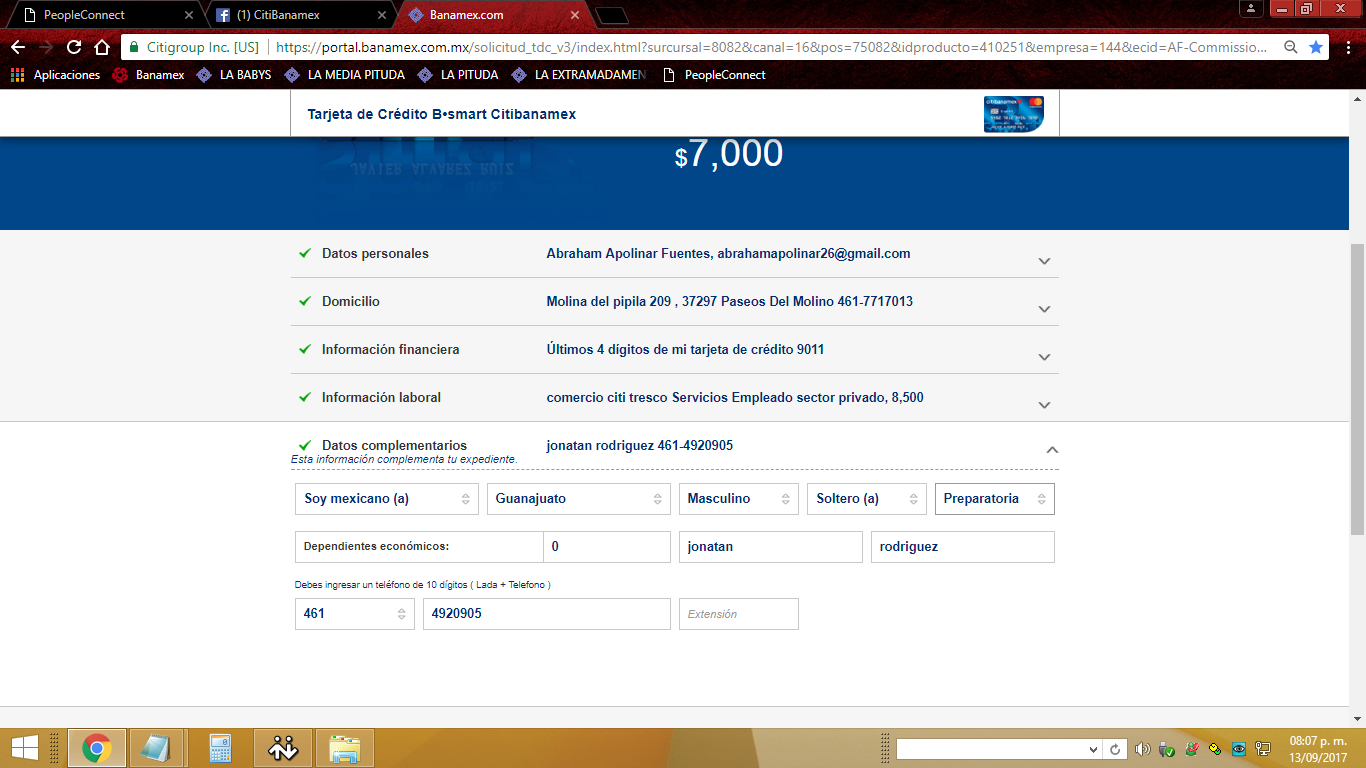 PeopleConnect
(1) CitiBanamex
Banamex.com
Citigroup Inc. [US]
https://portal.banamex.com.mx/solicitud_tdc_v3/index.html?surcursal=8082&canal=16&pos=75082&idproducto=410251&empresa=144&ecid=AF-Commissio...
Aplicaciones Banamex LA BABYS LA MEDIA PITUDA LA PITUDA LA EXTRAMADAMEN PeopleConnect
Tarjeta de Crédito B•smart Citibanamex
citibanamex
JAVIER ALVAREZ RUIZ
$7,000
Datos personales Abraham Apolinar Fuentes, abrahamapolinar26@gmail.com
Domicilio Molina del pipila 209 , 37297 Paseos Del Molino 461-7717013
Información financiera Últimos 4 dígitos de mi tarjeta de crédito 9011
Información laboral comercio citi tresco Servicios Empleado sector privado, 8,500
Datos complementarios jonatan rodriguez 461-4920905
Esta información complementa tu expediente.
Soy mexicano (a) Guanajuato Masculino Soltero (a) Preparatoria
Dependientes económicos: 0 jonatan rodriguez
Debes ingresar un teléfono de 10 dígitos ( Lada + Telefono )
461 4920905 Extensión
08:07 p. m.
13/09/2017